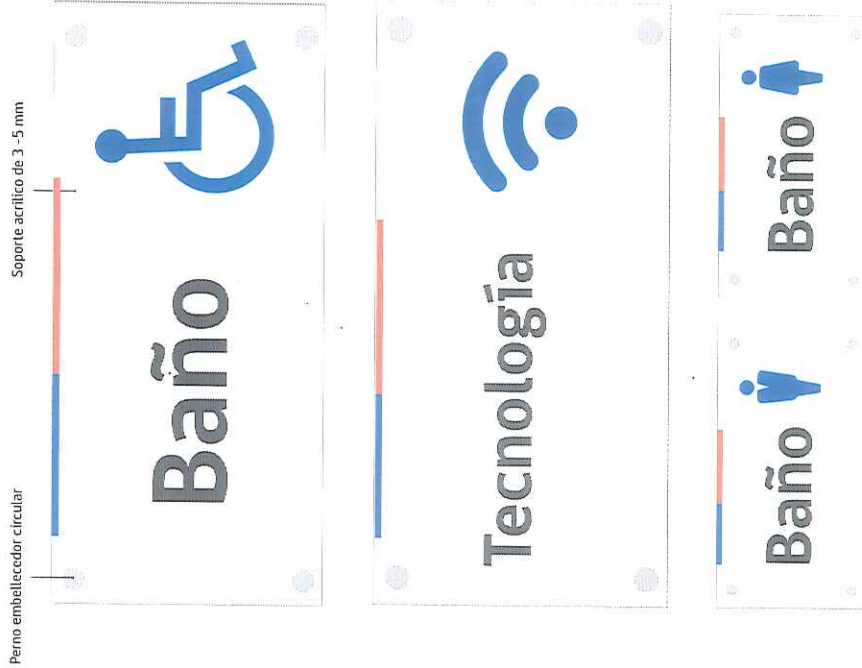 Perno embellecedor circular
Soporte acrílico de 3 - 5 mm
Baño
Tecnología
Baño
Baño